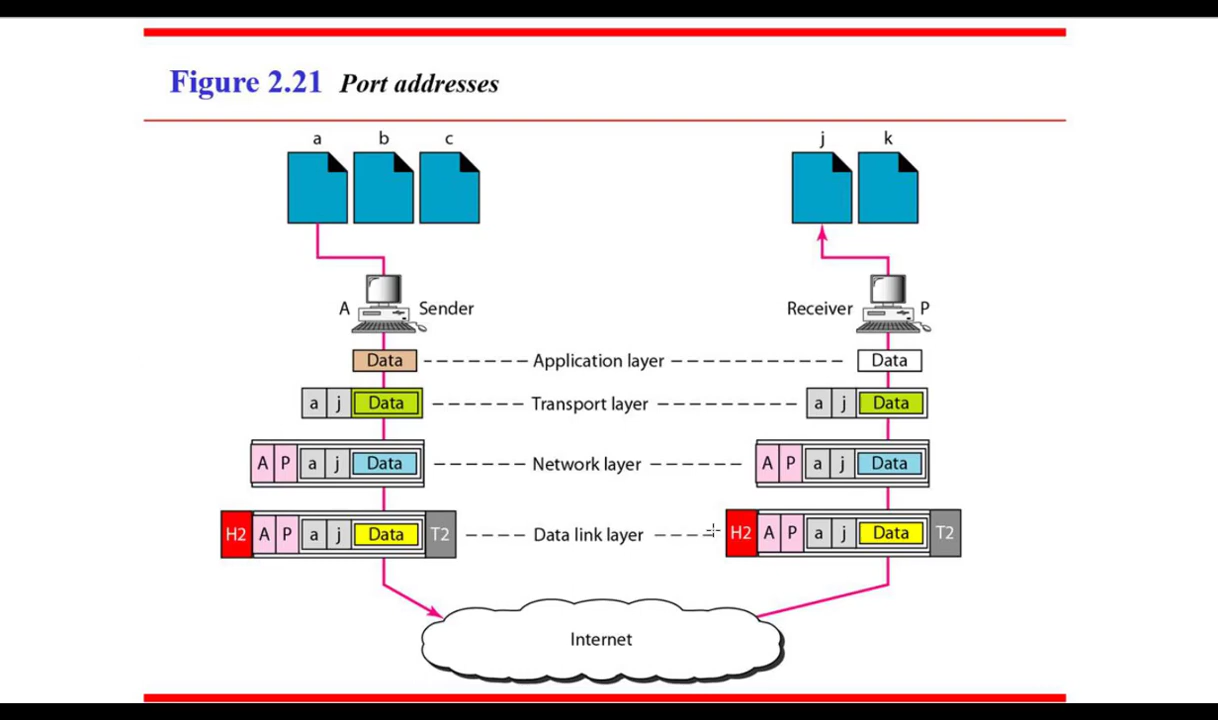 Figure 2.21 Port addresses
a b c j k
A Sender Receiver P
Data Application layer Data
a j Data Transport layer a j Data
A P a j Data Network layer A P a j Data
H2 A P a j Data T2 Data link layer H2 A P a j Data T2
Internet